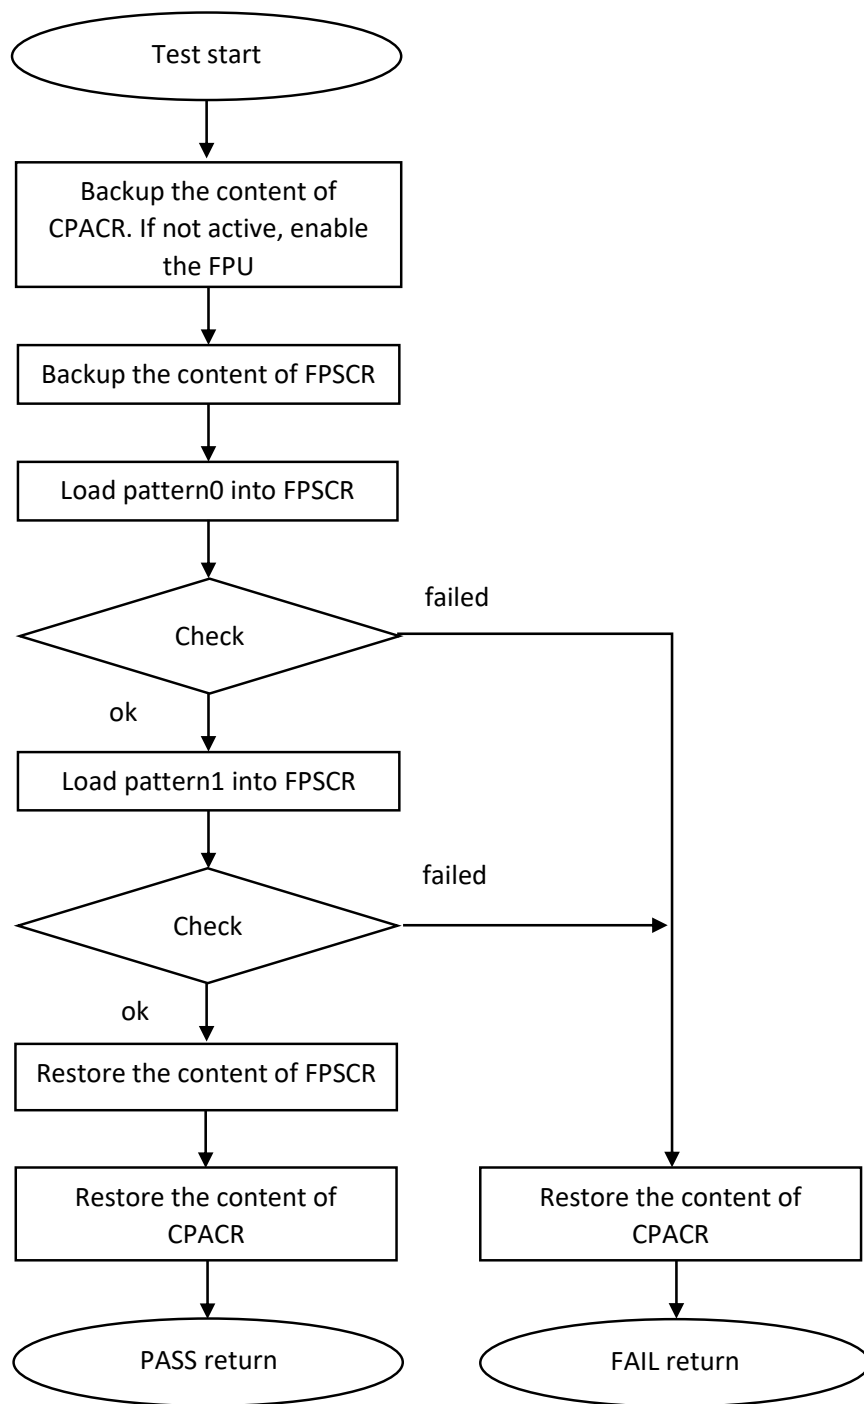 Test start
Backup the content of
CPACR. If not active, enable
the FPU
Backup the content of FPSCR
Load pattern0 into FPSCR
failed
Check
ok
Load pattern1 into FPSCR
failed
Check
ok
Restore the content of FPSCR
Restore the content of
CPACR
Restore the content of
CPACR
PASS return
FAIL return